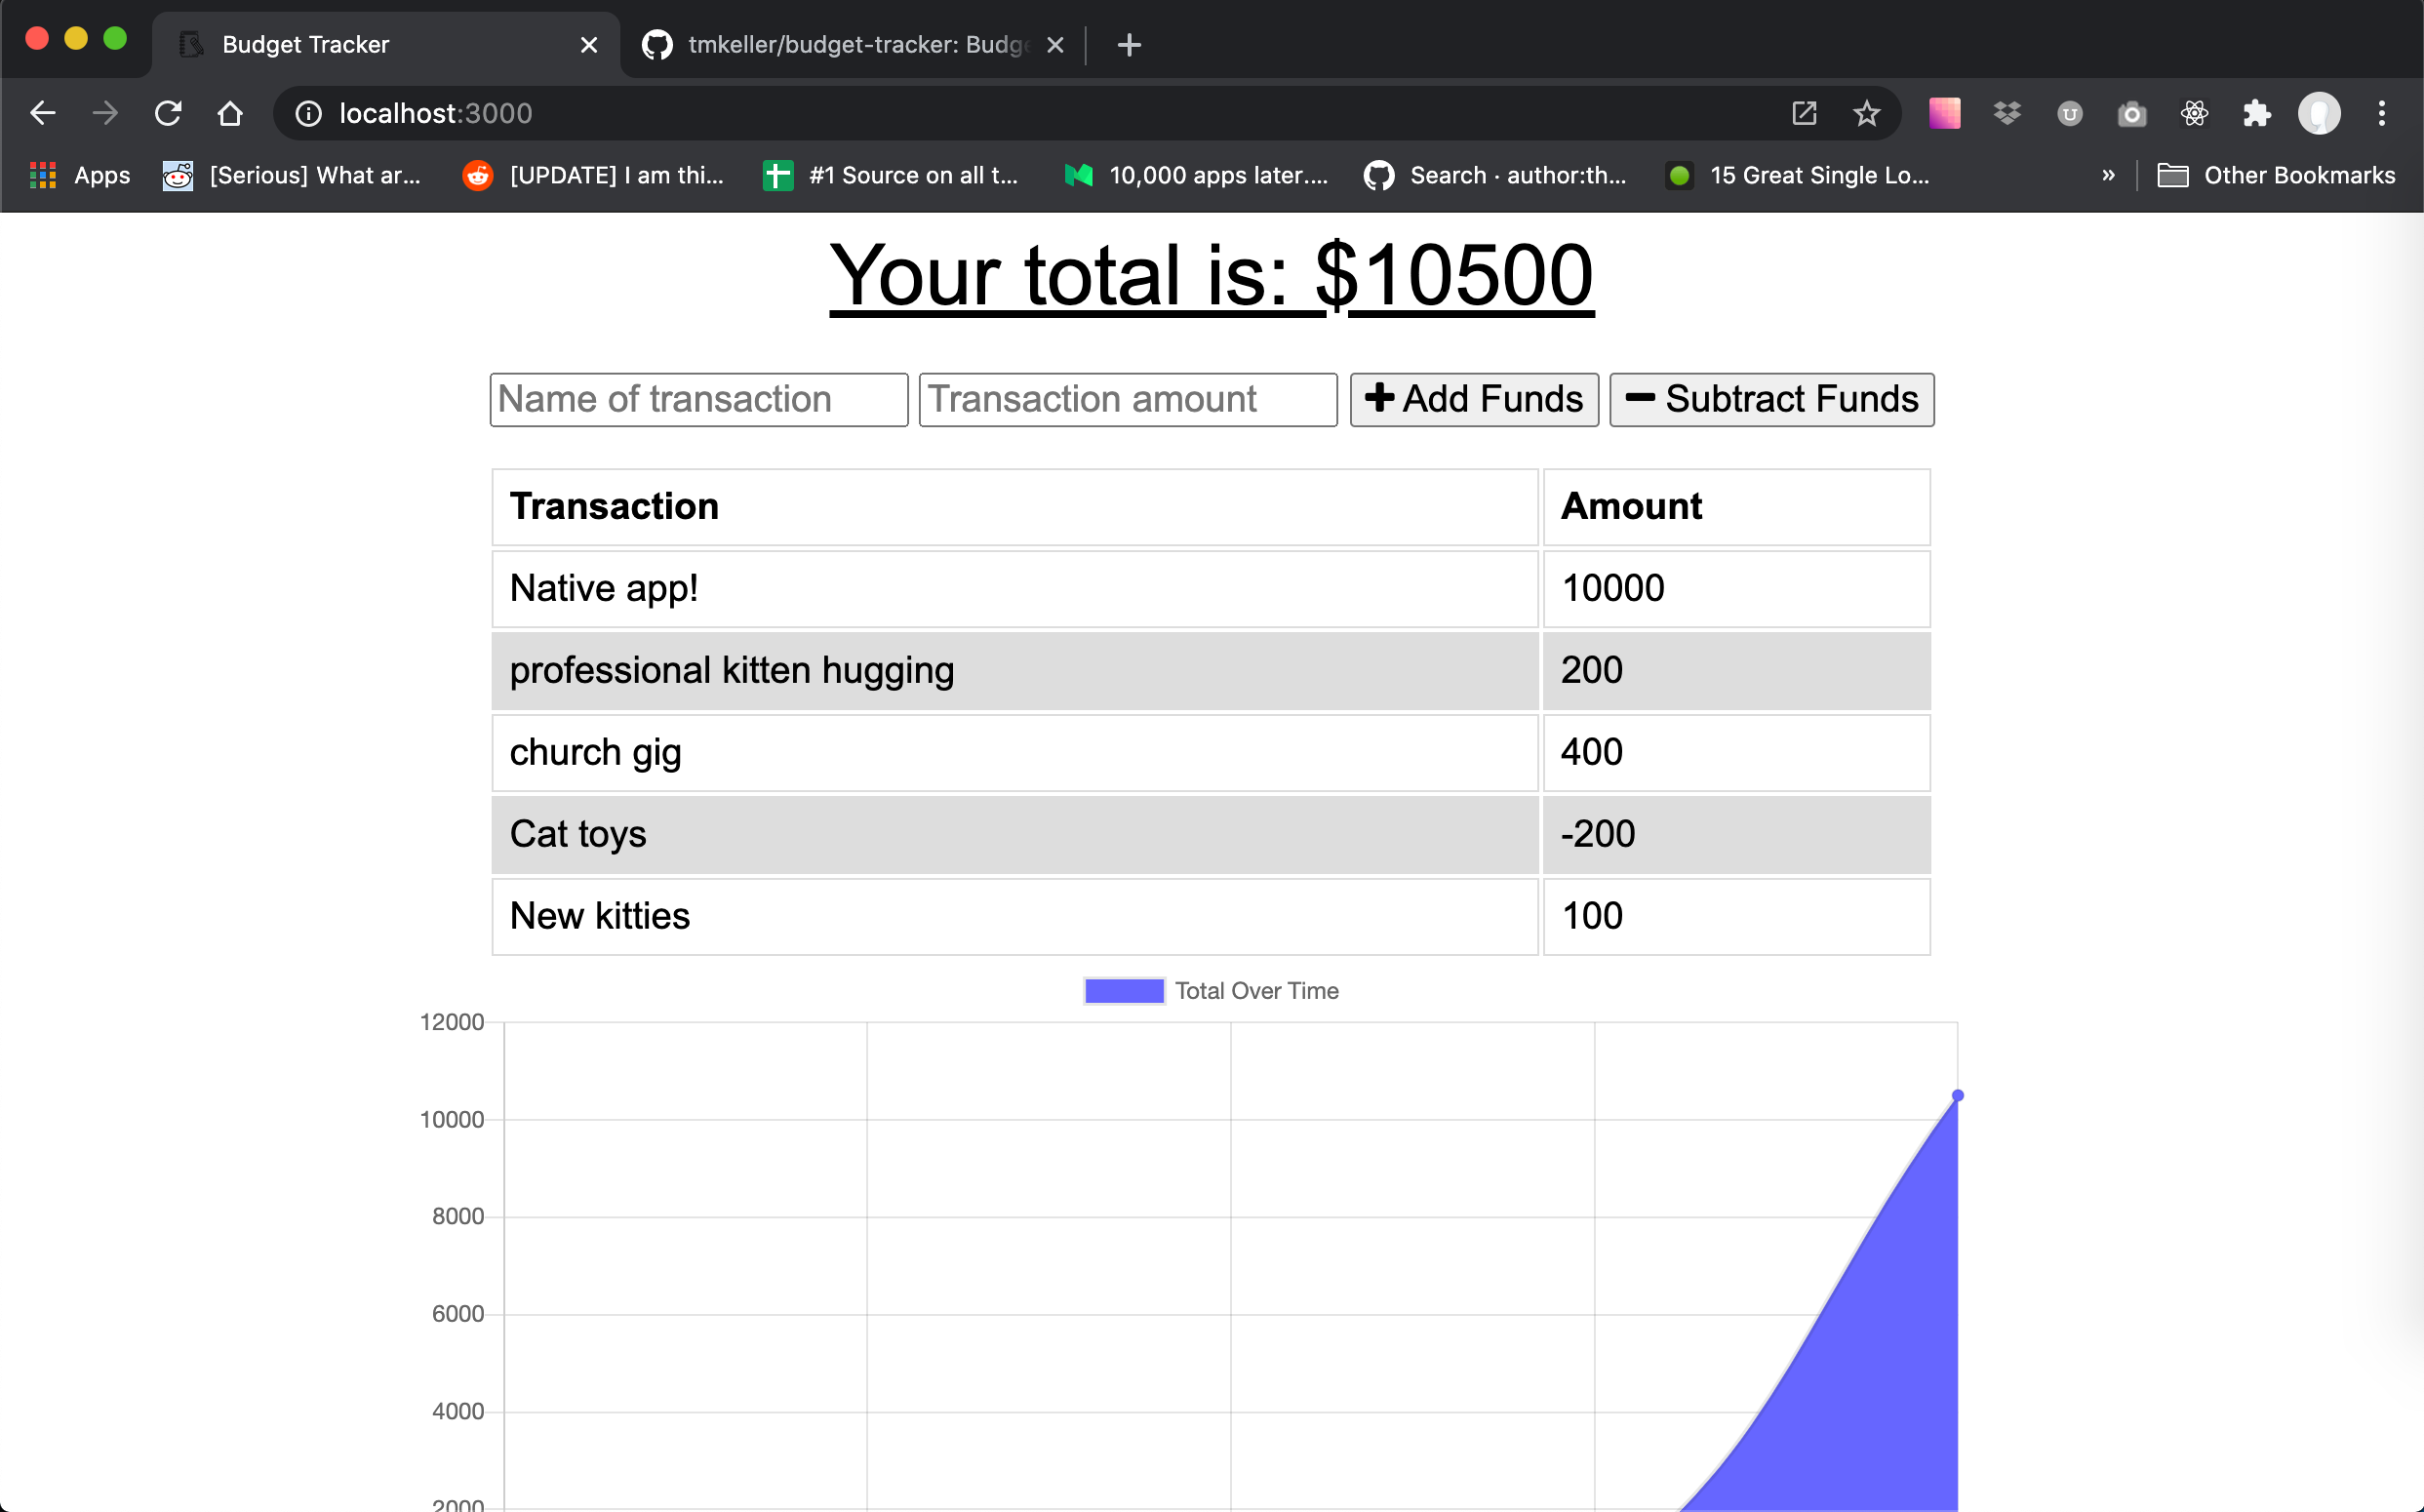 Budget Tracker
tmkeller/budget-tracker: Budg
localhost:3000
Apps [Serious] What ar... [UPDATE] I am thi... #1 Source on all t... 10,000 apps later.... Search · author:th... 15 Great Single Lo... » Other Bookmarks
Your total is: $10500
Name of transaction Transaction amount Add Funds Subtract Funds
Transaction Amount
Native app! 10000
professional kitten hugging 200
church gig 400
Cat toys -200
New kitties 100
Total Over Time
12000
10000
8000
6000
4000
2000